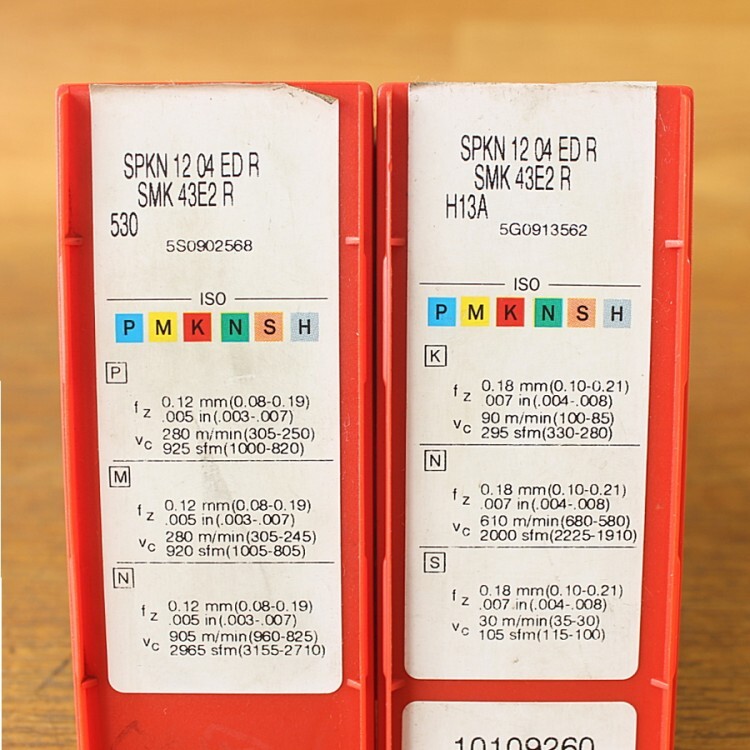 SPKN 12 04 ED R
SMK 43E2 R
530
5S0902568
ISO
P M K N S H
P
fz 0.12 mm(0.08-0.19)
.005 in(.003-.007)
vc 280 m/min(305-250)
925 sfm(1000-820)
M
fz 0.12 mm(0.08-0.19)
.005 in(.003-.007)
vc 280 m/min(305-245)
920 sfm(1005-805)
N
fz 0.12 mm(0.08-0.19)
.005 in(.003-.007)
vc 905 m/min(960-825)
2965 sfm(3155-2710)
SPKN 12 04 ED R
SMK 43E2 R
H13A
5G0913562
ISO
P M K N S H
K
fz 0.18 mm(0.10-0.21)
.007 in(.004-.008)
vc 90 m/min(100-85)
295 sfm(330-280)
N
fz 0.18 mm(0.10-0.21)
.007 in(.004-.008)
vc 610 m/min(680-580)
2000 sfm(2225-1910)
S
fz 0.18 mm(0.10-0.21)
.007 in(.004-.008)
vc 30 m/min(35-30)
105 sfm(115-100)
10109260